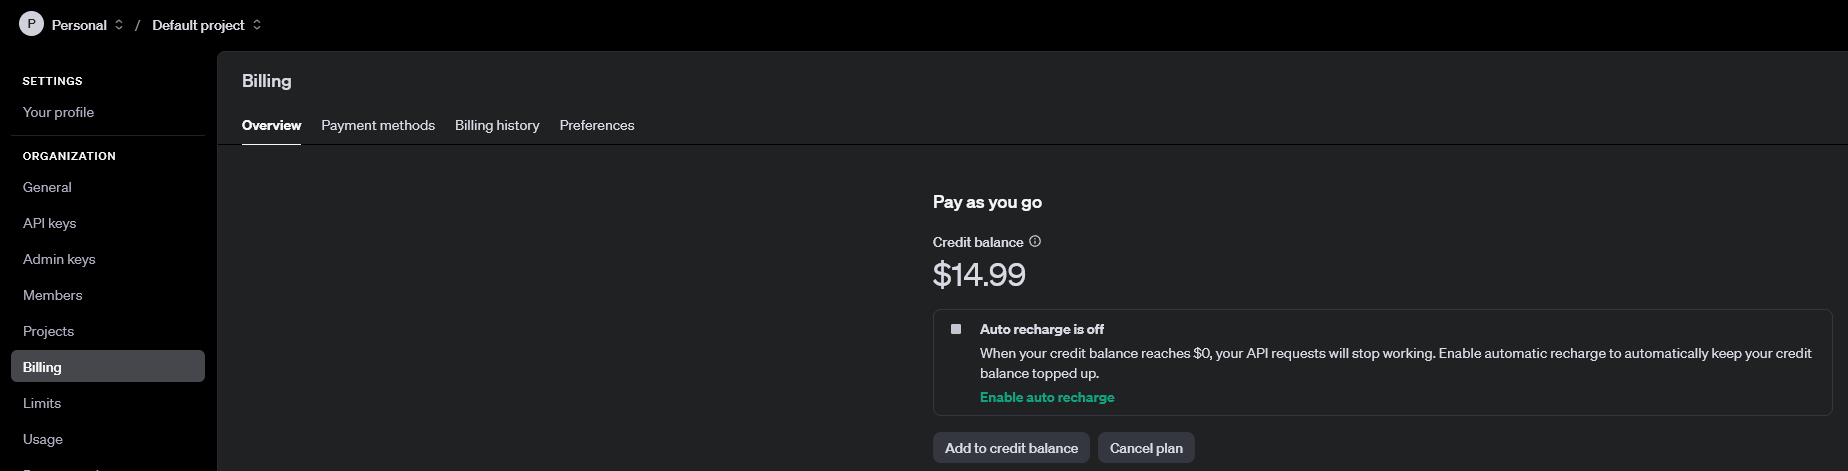 P Personal / Default project
SETTINGS
Your profile
ORGANIZATION
General
API keys
Admin keys
Members
Projects
Billing
Limits
Usage
Billing
Overview Payment methods Billing history Preferences
Pay as you go
Credit balance
$14.99
Auto recharge is off
When your credit balance reaches $0, your API requests will stop working. Enable automatic recharge to automatically keep your credit
balance topped up.
Enable auto recharge
Add to credit balance Cancel plan